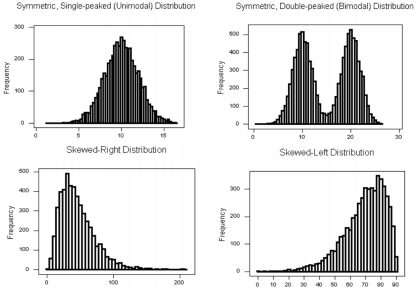 Symmetric, Single-peaked (Unimodal) Distribution
Frequency
300
200
100
0
0 5 10 15
Symmetric, Double-peaked (Bimodal) Distribution
Frequency
500
400
300
200
100
0
0 10 20 30
Skewed-Right Distribution
Frequency
500
400
300
200
100
0
0 100 200
Skewed-Left Distribution
Frequency
300
200
100
0
0 10 20 30 40 50 60 70 80 90